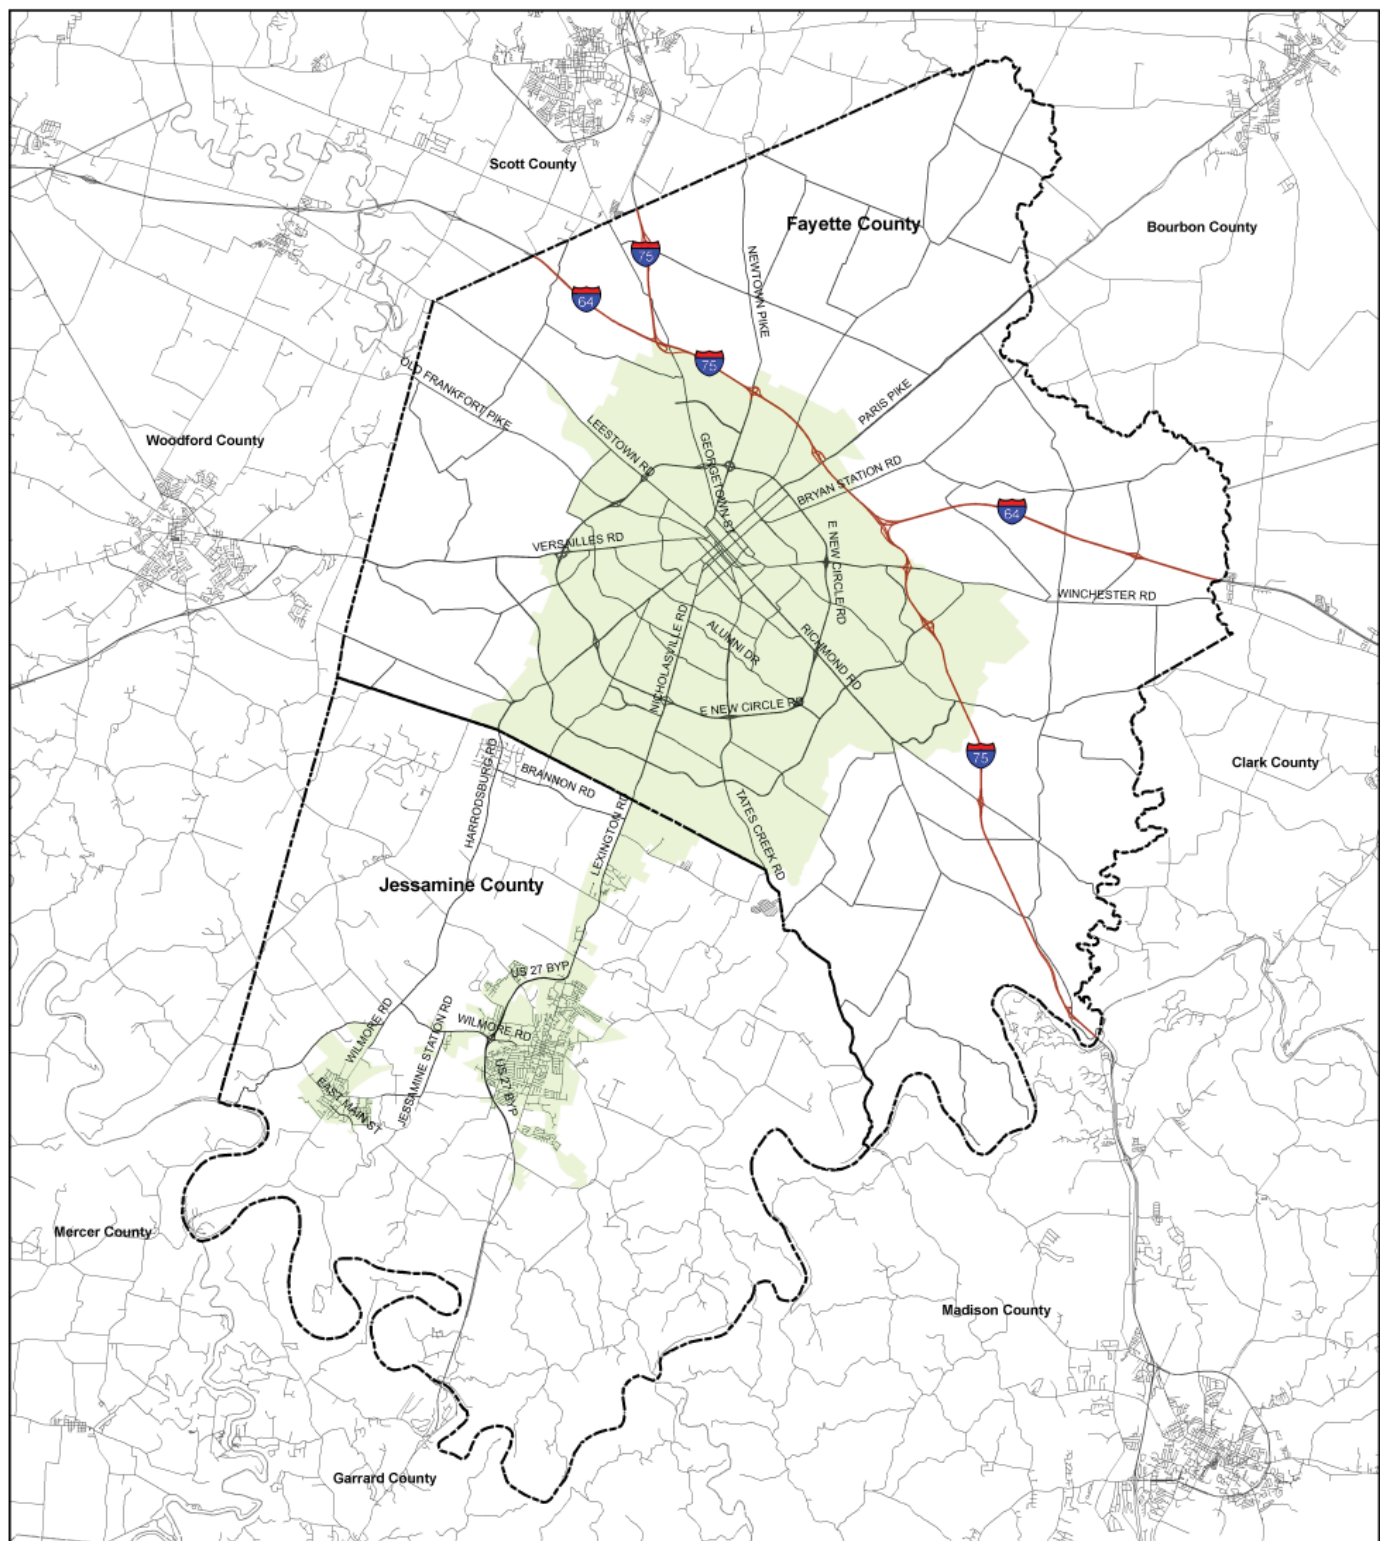 Scott County
Fayette County
Bourbon County
75
64
NEWTOWN PIKE
75
OLD FRANKFORT PIKE
PARIS PIKE
LEESTOWN RD
Woodford County
GEORGETOWN ST
BRYAN STATION RD
64
VERSAILLES RD
E NEW CIRCLE RD
WINCHESTER RD
NICHOLASVILLE RD
ALUMNI DR
RICHMOND RD
E NEW CIRCLE RD
75
Clark County
HARRODSBURG RD
BRANNON RD
LEXINGTON RD
TATES CREEK RD
Jessamine County
US 27 BYP
WILMORE RD
JESSAMINE STATION RD
WILMORE RD
US 27 BYP
EAST MAIN ST
Mercer County
Madison County
Garrard County